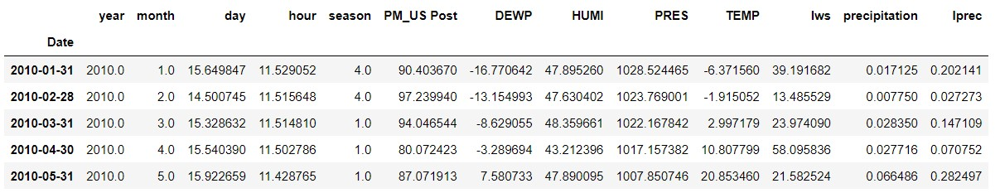 year month day hour season PM_US Post DEWP HUMI PRES TEMP Iws precipitation Iprec
Date
2010-01-31 2010.0 1.0 15.649847 11.529052 4.0 90.403670 -16.770642 47.895260 1028.524465 -6.371560 39.191682 0.017125 0.202141
2010-02-28 2010.0 2.0 14.500745 11.515648 4.0 97.239940 -13.154993 47.630402 1023.769001 -1.915052 13.485529 0.007750 0.027273
2010-03-31 2010.0 3.0 15.328632 11.514810 1.0 94.046544 -8.629055 48.359661 1022.167842 2.997179 23.974090 0.028350 0.147109
2010-04-30 2010.0 4.0 15.540390 11.502786 1.0 80.072423 -3.289694 43.212396 1017.157382 10.807799 58.095836 0.027716 0.070752
2010-05-31 2010.0 5.0 15.922659 11.428765 1.0 87.071913 7.580733 47.890095 1007.850746 20.853460 21.582524 0.066486 0.282497